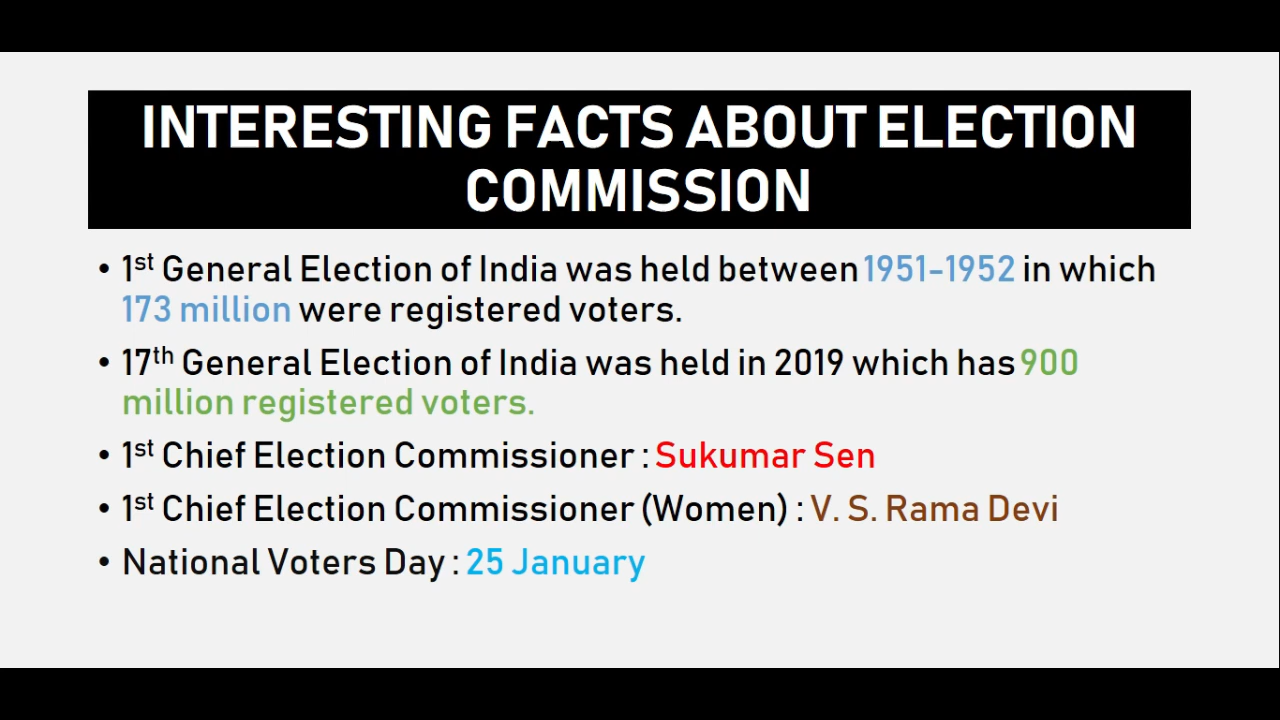 INTERESTING FACTS ABOUT ELECTION
COMMISSION
• 1st General Election of India was held between 1951-1952 in which
173 million were registered voters.
• 17th General Election of India was held in 2019 which has 900
million registered voters.
• 1st Chief Election Commissioner : Sukumar Sen
• 1st Chief Election Commissioner (Women) : V. S. Rama Devi
• National Voters Day : 25 January